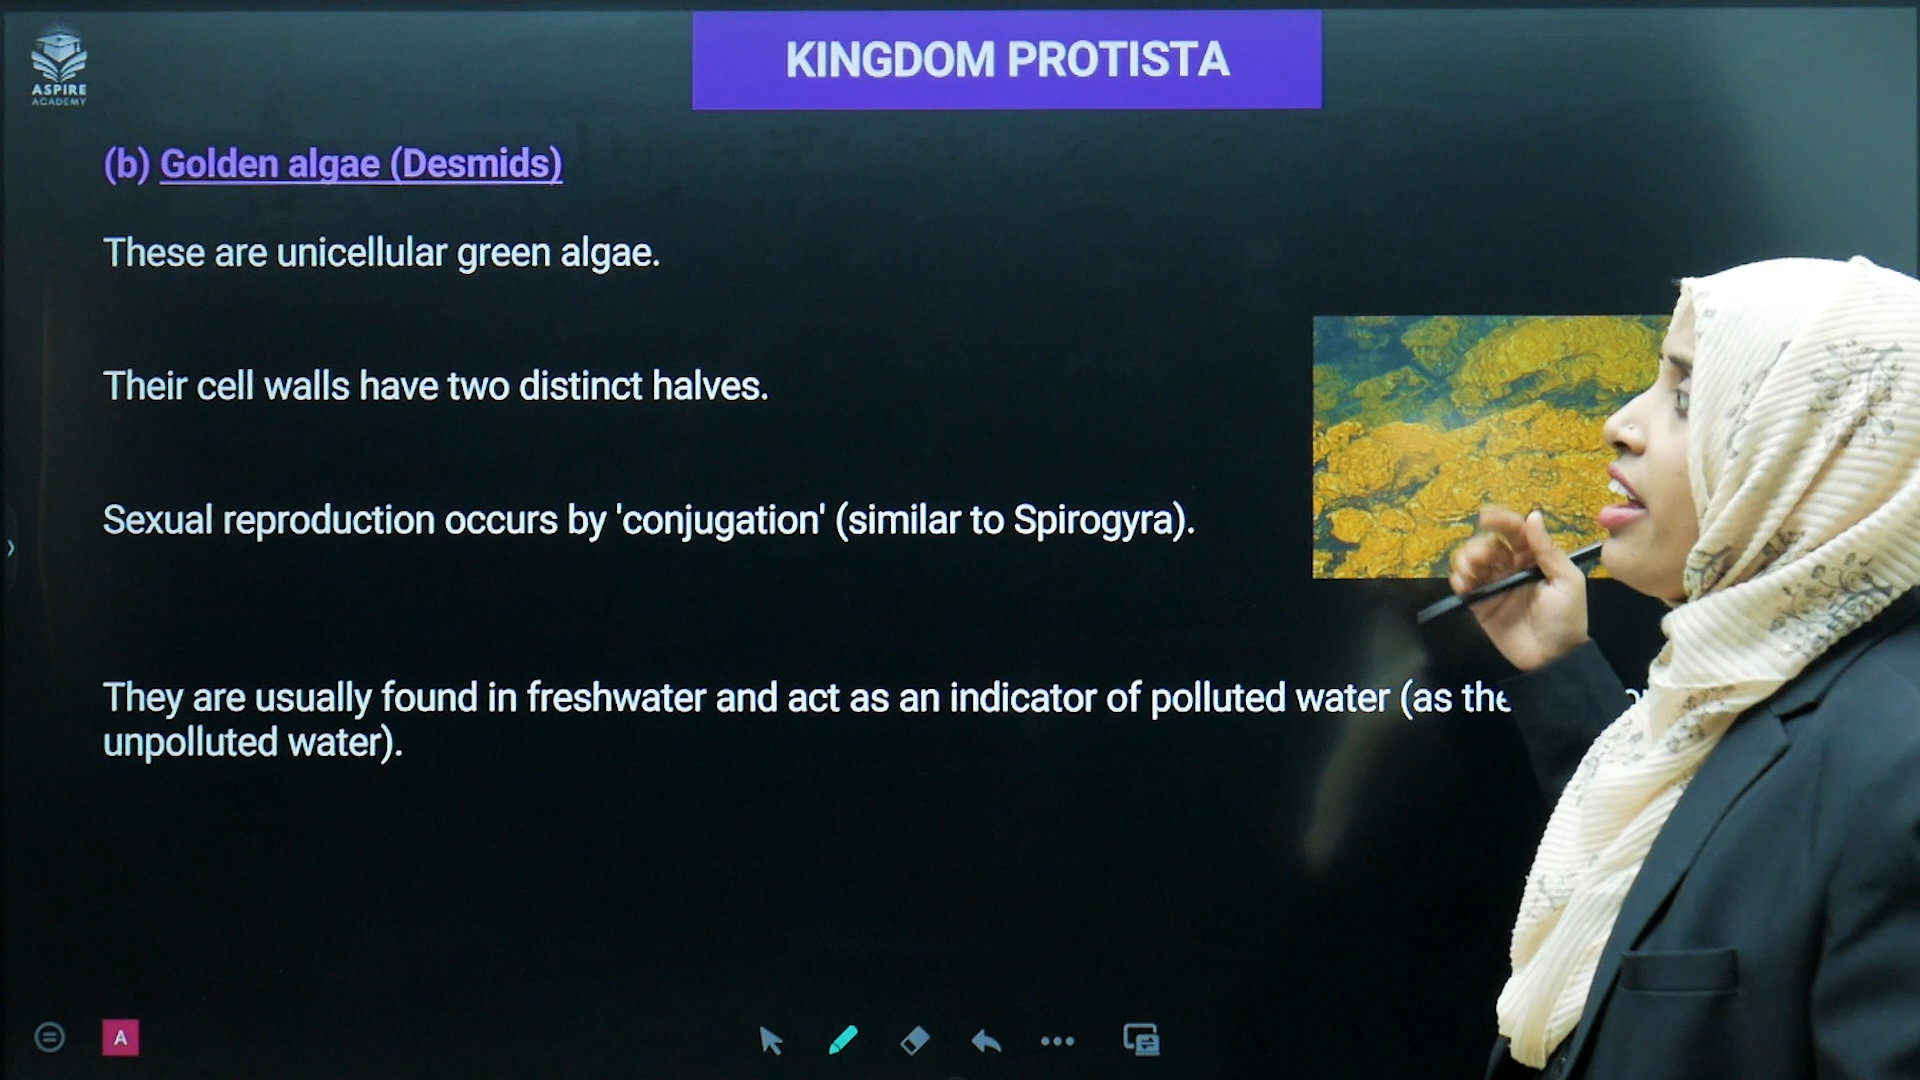 ASPIRE
ACADEMY
KINGDOM PROTISTA
(b) Golden algae (Desmids)
These are unicellular green algae.
Their cell walls have two distinct halves.
Sexual reproduction occurs by 'conjugation' (similar to Spirogyra).
They are usually found in freshwater and act as an indicator of polluted water (as
unpolluted water).
A